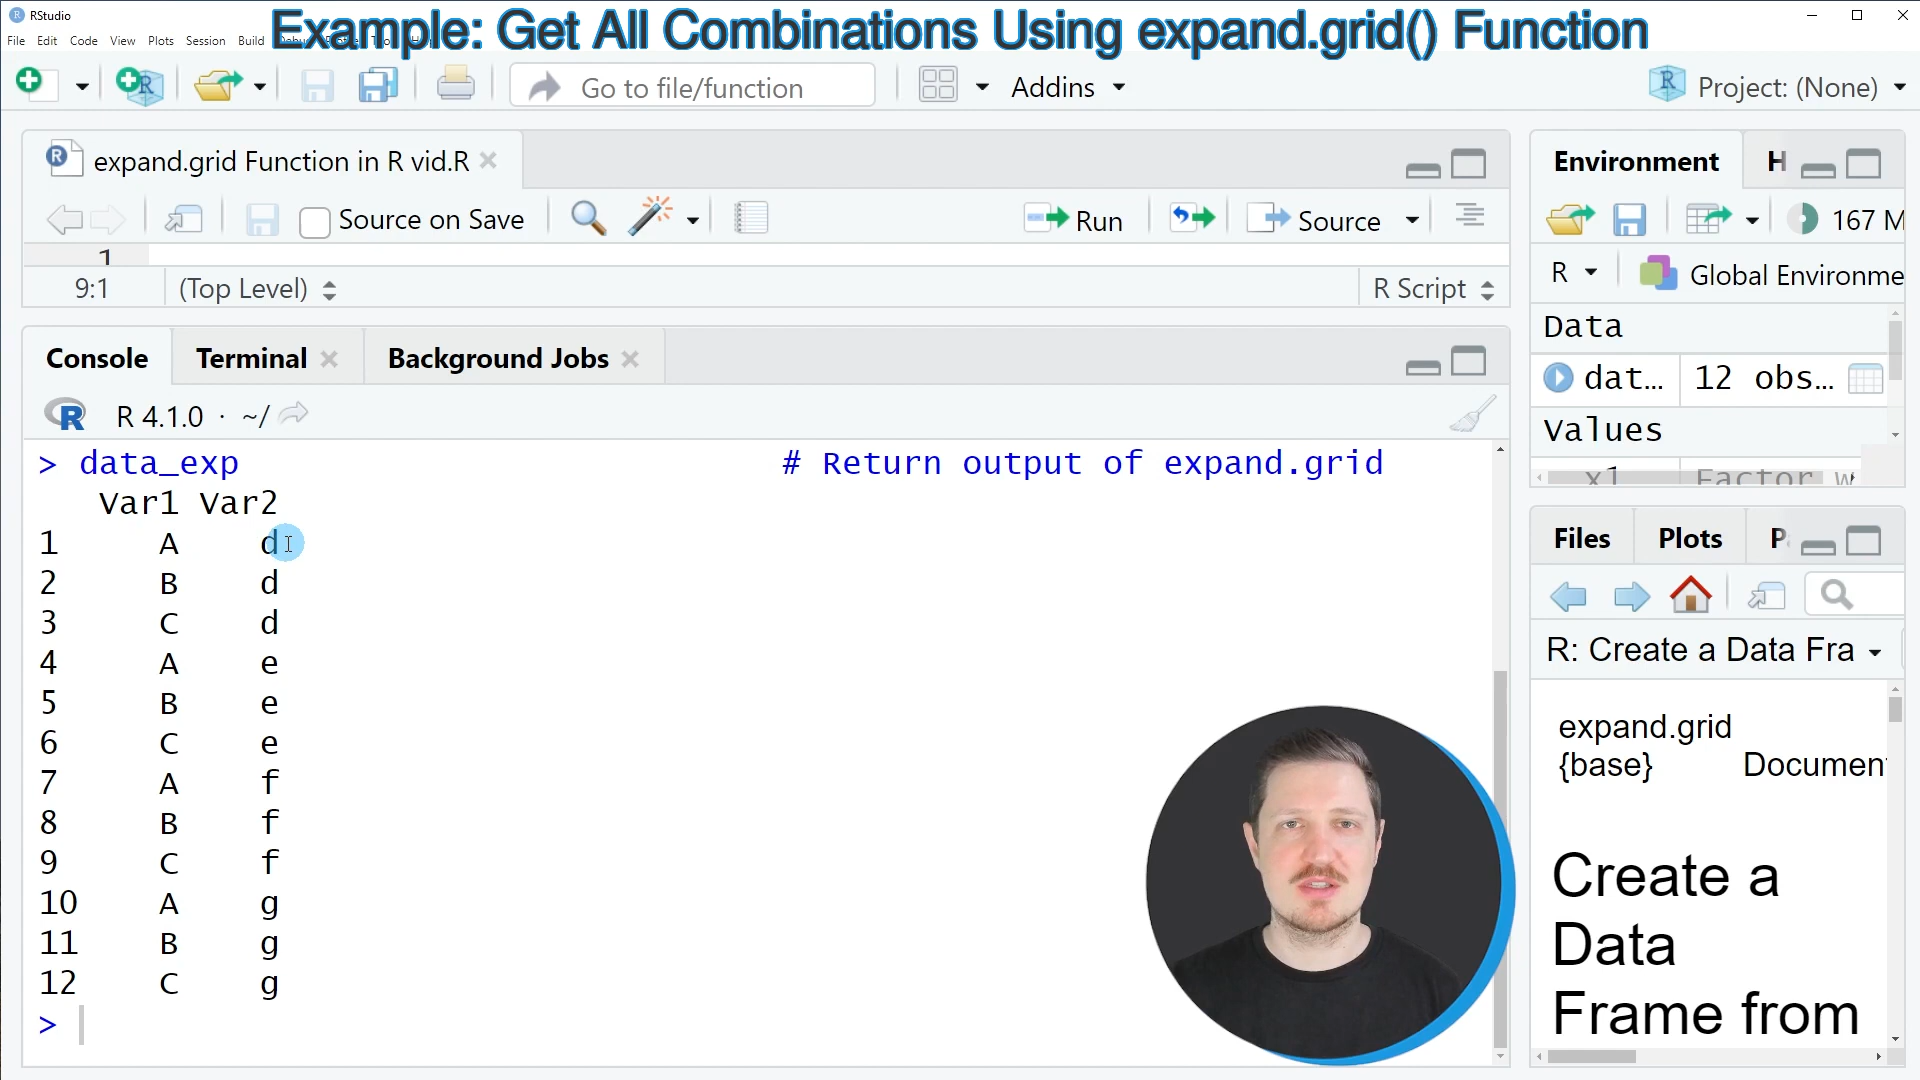 RStudio
Example: Get All Combinations Using expand.grid() Function
File Edit Code View Plots Session Build
Go to file/function
Addins
Project: (None)
expand.grid Function in R vid.R
Source on Save
Run
Source
1
9:1
(Top Level)
R Script
Console
Terminal
Background Jobs
R 4.1.0 · ~/
> data_exp # Return output of expand.grid
Var1 Var2
1 A d
2 B d
3 C d
4 A e
5 B e
6 C e
7 A f
8 B f
9 C f
10 A g
11 B g
12 C g
>
Environment
H
167 M
R
Global Environme
Data
dat... 12 obs...
Values
x1 Factor w
Files
Plots
P
R: Create a Data Fra
expand.grid
{base} Document
Create a
Data
Frame from